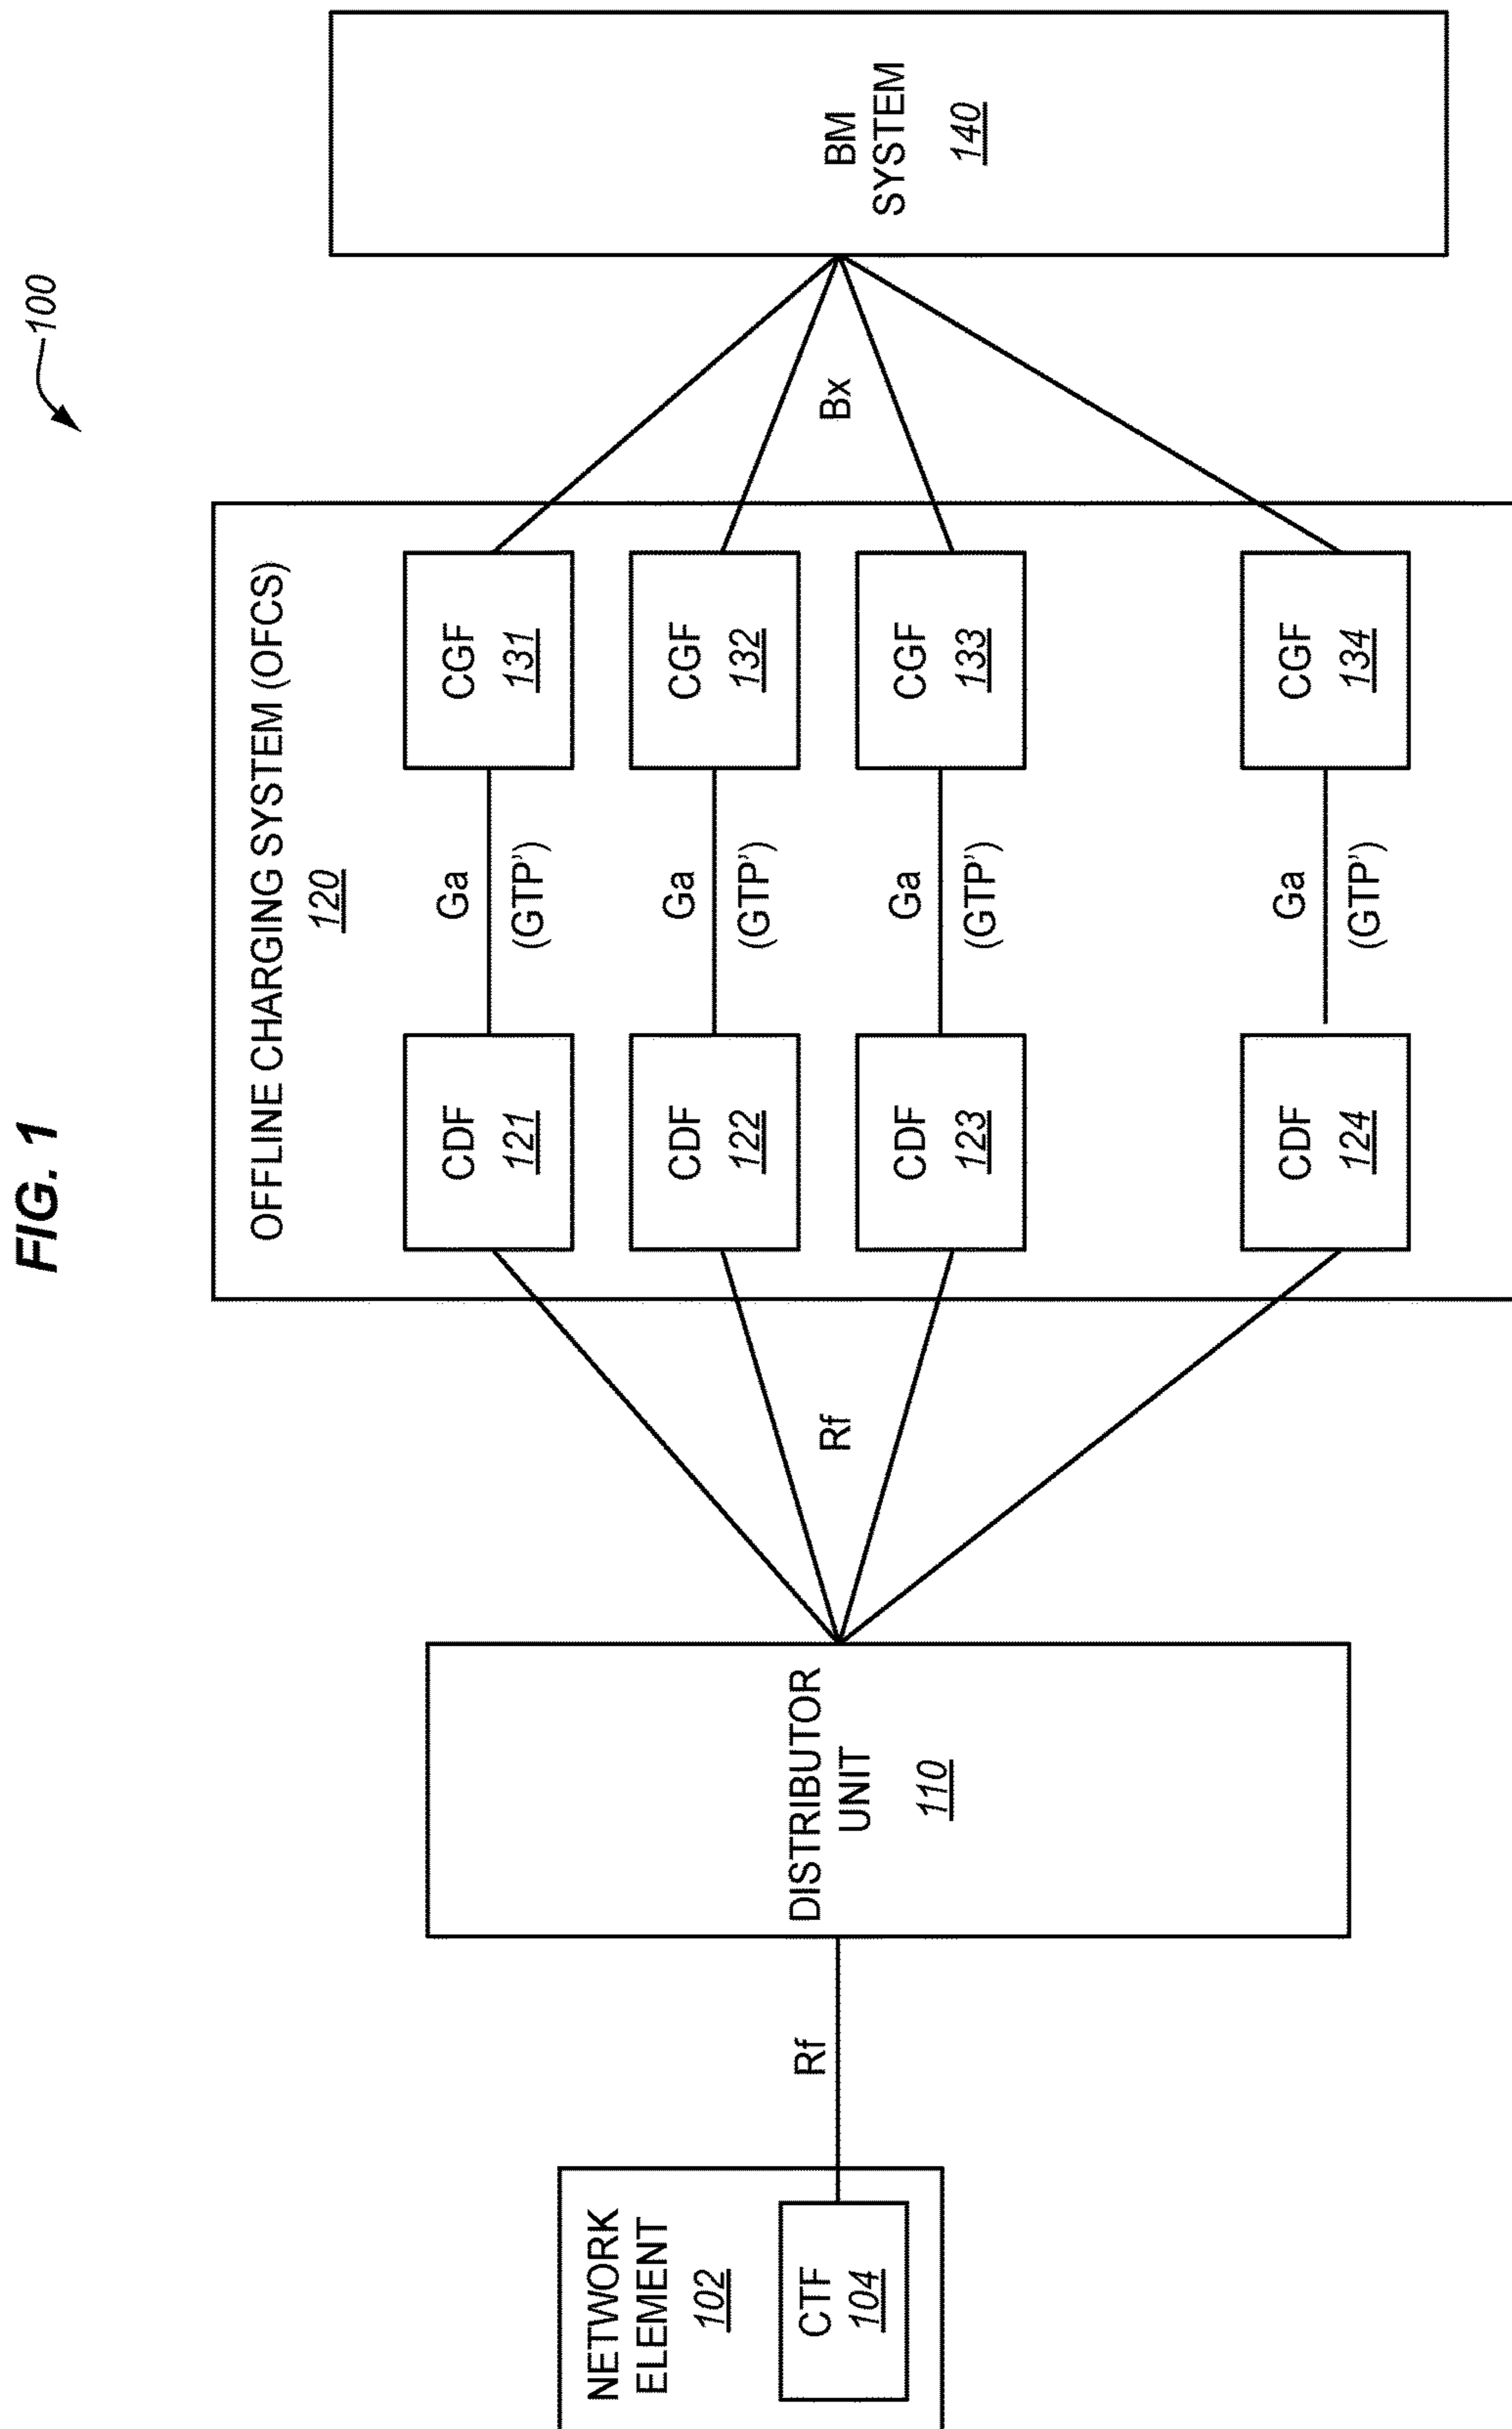 FIG. 1
100
NETWORK
ELEMENT
102
CTF
104
Rf
DISTRIBUTOR
UNIT
110
Rf
OFFLINE CHARGING SYSTEM (OFCS)
120
CDF
121
Ga
(GTP')
CGF
131
CDF
122
Ga
(GTP')
CGF
132
CDF
123
Ga
(GTP')
CGF
133
CDF
124
Ga
(GTP')
CGF
134
Bx
BM
SYSTEM
140